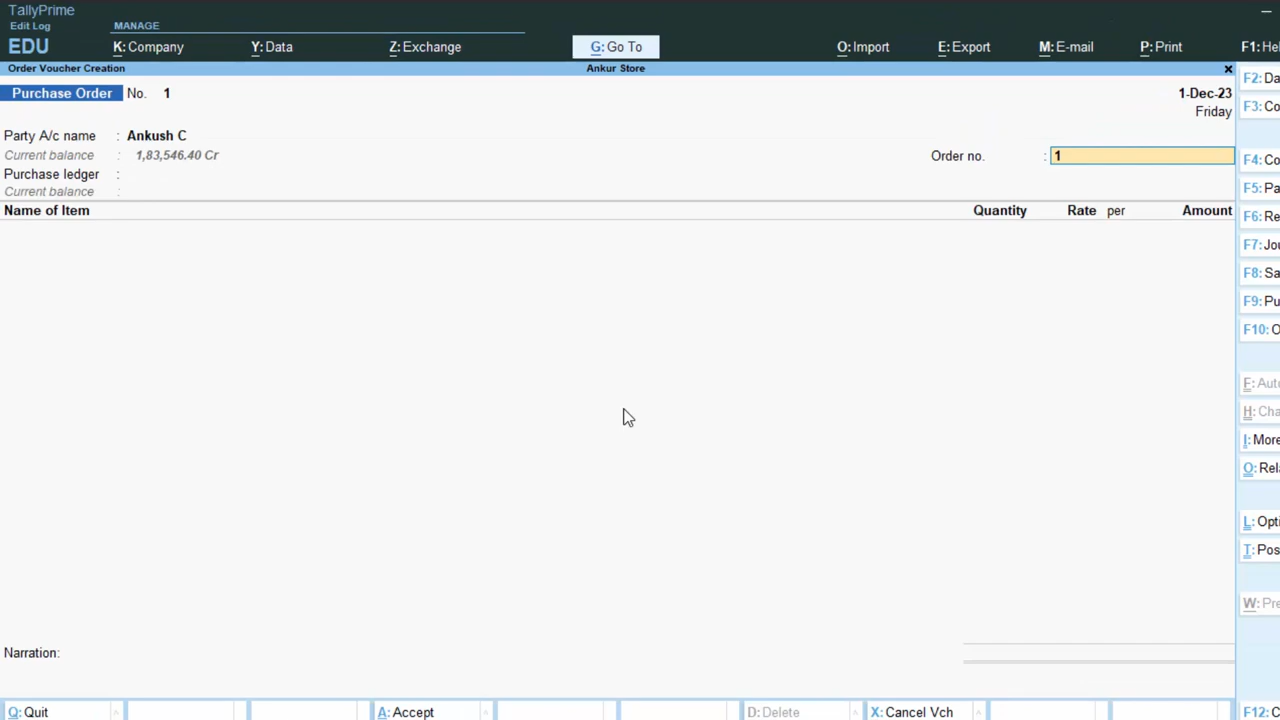 TallyPrime
Edit Log
EDU
MANAGE
K: Company
Y: Data
Z: Exchange
G: Go To
O: Import
E: Export
M: E-mail
P: Print
F1: Hel
Order Voucher Creation
Ankur Store
Purchase Order No. 1
1-Dec-23
Friday
Party A/c name : Ankush C
Current balance : 1,83,546.40 Cr
Order no. : 1
Purchase ledger :
Current balance :
Name of Item
Quantity Rate per Amount
Narration:
F2: Da
F3: Co
F4: Co
F5: Pa
F6: Re
F7: Jou
F8: Sa
F9: Pu
F10: O
F: Auto
H: Cha
I: More
O: Rela
L: Opti
T: Pos
W: Pre
Q: Quit
A: Accept
D: Delete
X: Cancel Vch
F12: C